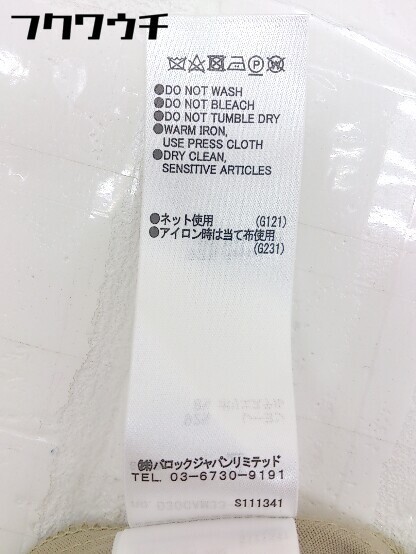 フクワウチ
●DO NOT WASH
●DO NOT BLEACH
●DO NOT TUMBLE DRY
●WARM IRON,
USE PRESS CLOTH
●DRY CLEAN,
SENSITIVE ARTICLES
●ネット使用 (G121)
●アイロン時は当て布使用
(G231)
㈱バロックジャパンリミテッド
TEL. 03-6730-9191
S111341